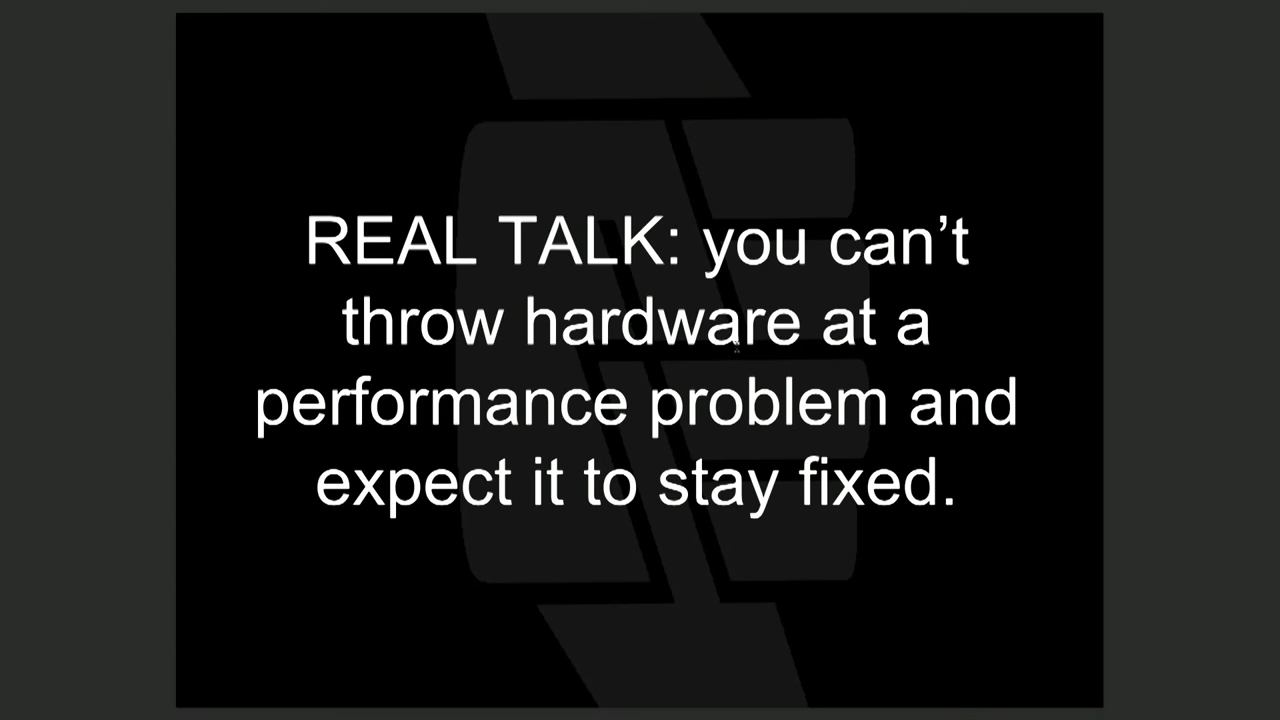 REAL TALK: you can’t
throw hardware at a
performance problem and
expect it to stay fixed.